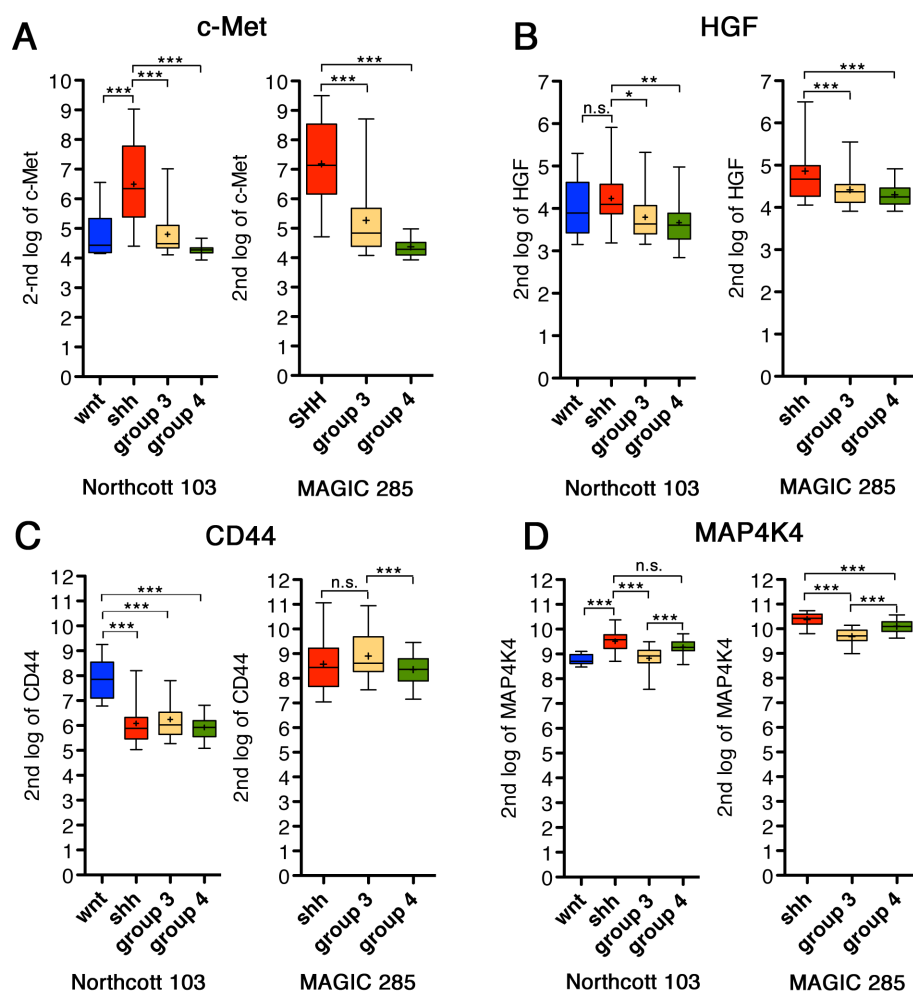 A
c-Met
2-nd log of c-Met
10
9
8
7
6
5
4
3
2
1
0
***
***
***
wnt
shh
group 3
group 4
Northcott 103
2nd log of c-Met
10
9
8
7
6
5
4
3
2
1
0
***
***
SHH
group 3
group 4
MAGIC 285
B
HGF
2nd log of HGF
7
6
5
4
3
2
1
0
**
*
n.s.
wnt
shh
group 3
group 4
Northcott 103
2nd log of HGF
7
6
5
4
3
2
1
0
***
***
shh
group 3
group 4
MAGIC 285
C
CD44
2nd log of CD44
12
11
10
9
8
7
6
5
4
3
2
1
0
***
***
***
wnt
shh
group 3
group 4
Northcott 103
2nd log of CD44
12
11
10
9
8
7
6
5
4
3
2
1
0
n.s.
***
shh
group 3
group 4
MAGIC 285
D
MAP4K4
2nd log of MAP4K4
12
11
10
9
8
7
6
5
4
3
2
1
0
n.s.
***
***
***
wnt
shh
group 3
group 4
Northcott 103
2nd log of MAP4K4
12
11
10
9
8
7
6
5
4
3
2
1
0
***
***
***
shh
group 3
group 4
MAGIC 285